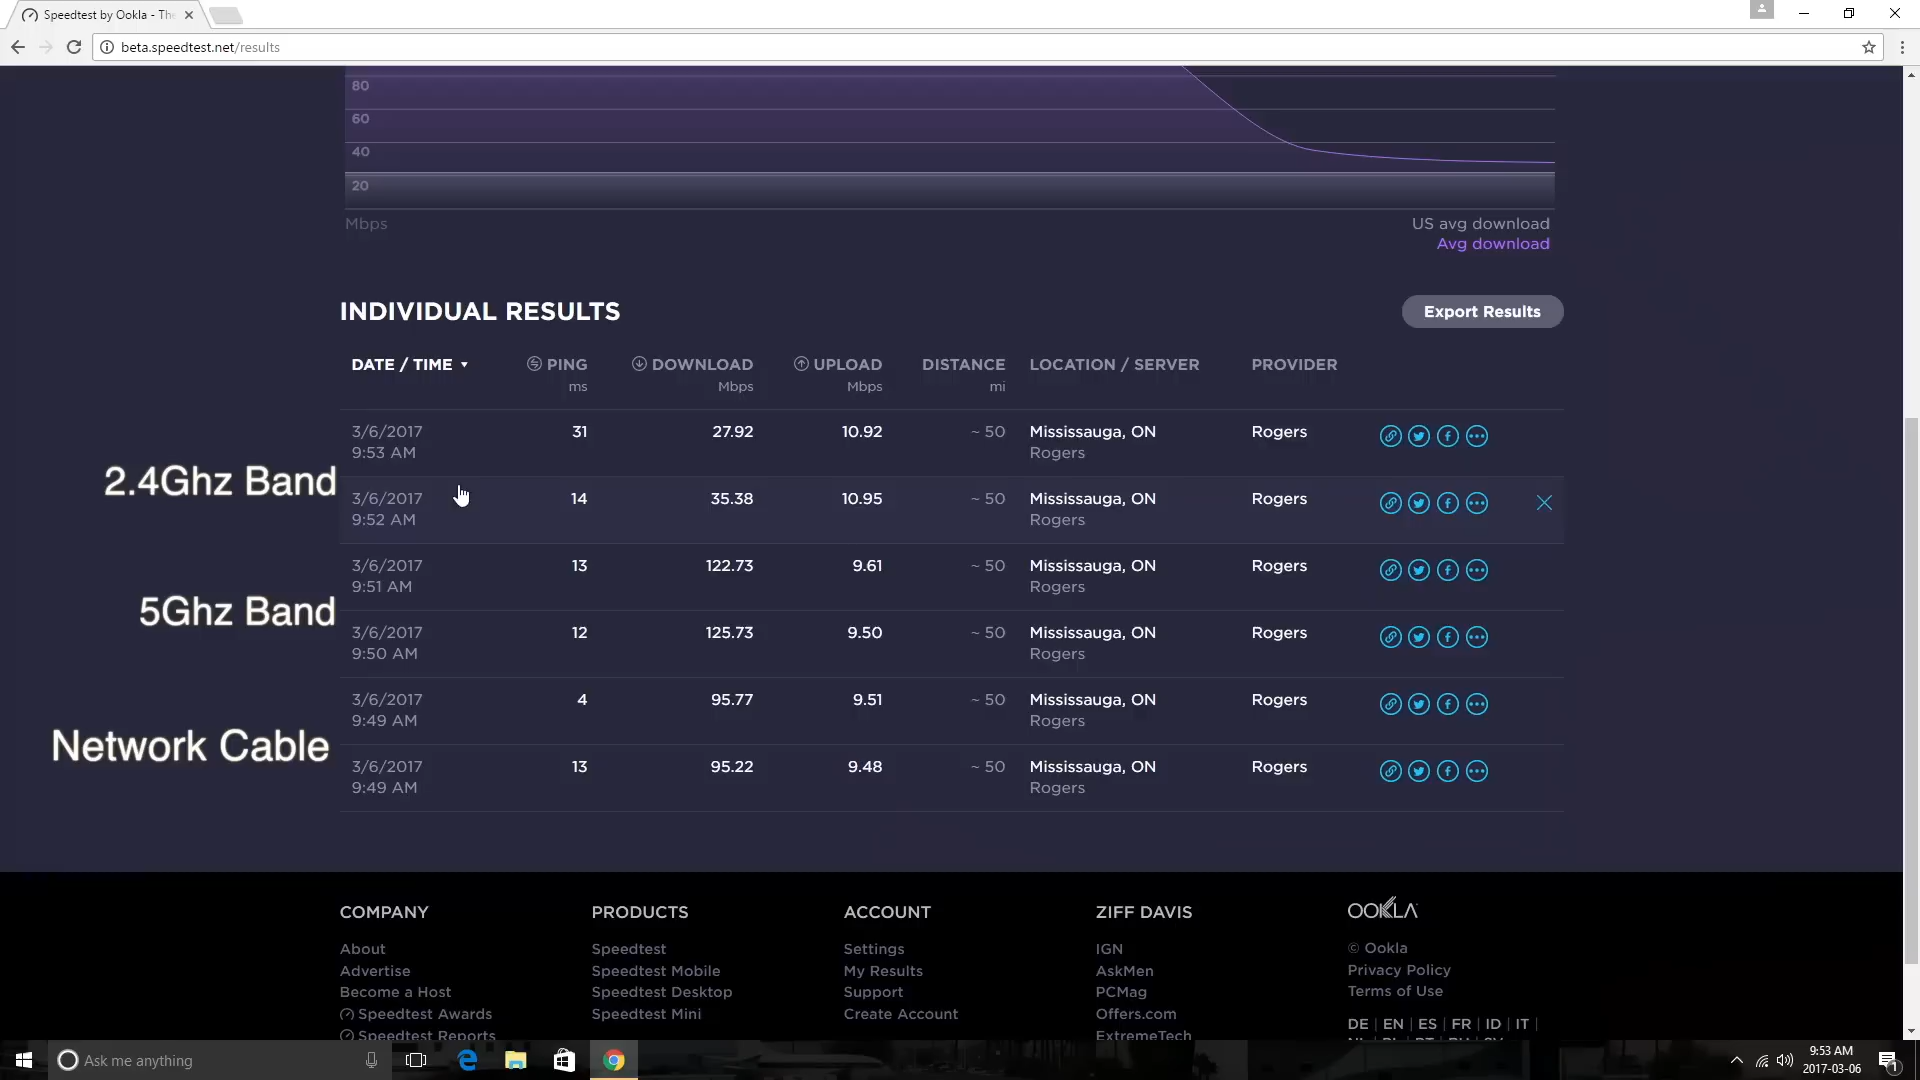 Speedtest by Ookla - The
beta.speedtest.net/results
80
60
40
20
Mbps
US avg download
Avg download
INDIVIDUAL RESULTS
Export Results
DATE / TIME PING DOWNLOAD UPLOAD DISTANCE LOCATION / SERVER PROVIDER
ms Mbps Mbps mi
3/6/2017 31 27.92 10.92 ~ 50 Mississauga, ON Rogers
9:53 AM Rogers
2.4Ghz Band
3/6/2017 14 35.38 10.95 ~ 50 Mississauga, ON Rogers
9:52 AM Rogers
3/6/2017 13 122.73 9.61 ~ 50 Mississauga, ON Rogers
9:51 AM Rogers
5Ghz Band
3/6/2017 12 125.73 9.50 ~ 50 Mississauga, ON Rogers
9:50 AM Rogers
3/6/2017 4 95.77 9.51 ~ 50 Mississauga, ON Rogers
9:49 AM Rogers
Network Cable
3/6/2017 13 95.22 9.48 ~ 50 Mississauga, ON Rogers
9:49 AM Rogers
COMPANY
About
Advertise
Become a Host
Speedtest Awards
Speedtest Reports
PRODUCTS
Speedtest
Speedtest Mobile
Speedtest Desktop
Speedtest Mini
ACCOUNT
Settings
My Results
Support
Create Account
ZIFF DAVIS
IGN
AskMen
PCMag
Offers.com
ExtremeTech
OOKLA
© Ookla
Privacy Policy
Terms of Use
DE | EN | ES | FR | ID | IT |
Ask me anything
9:53 AM
2017-03-06
1